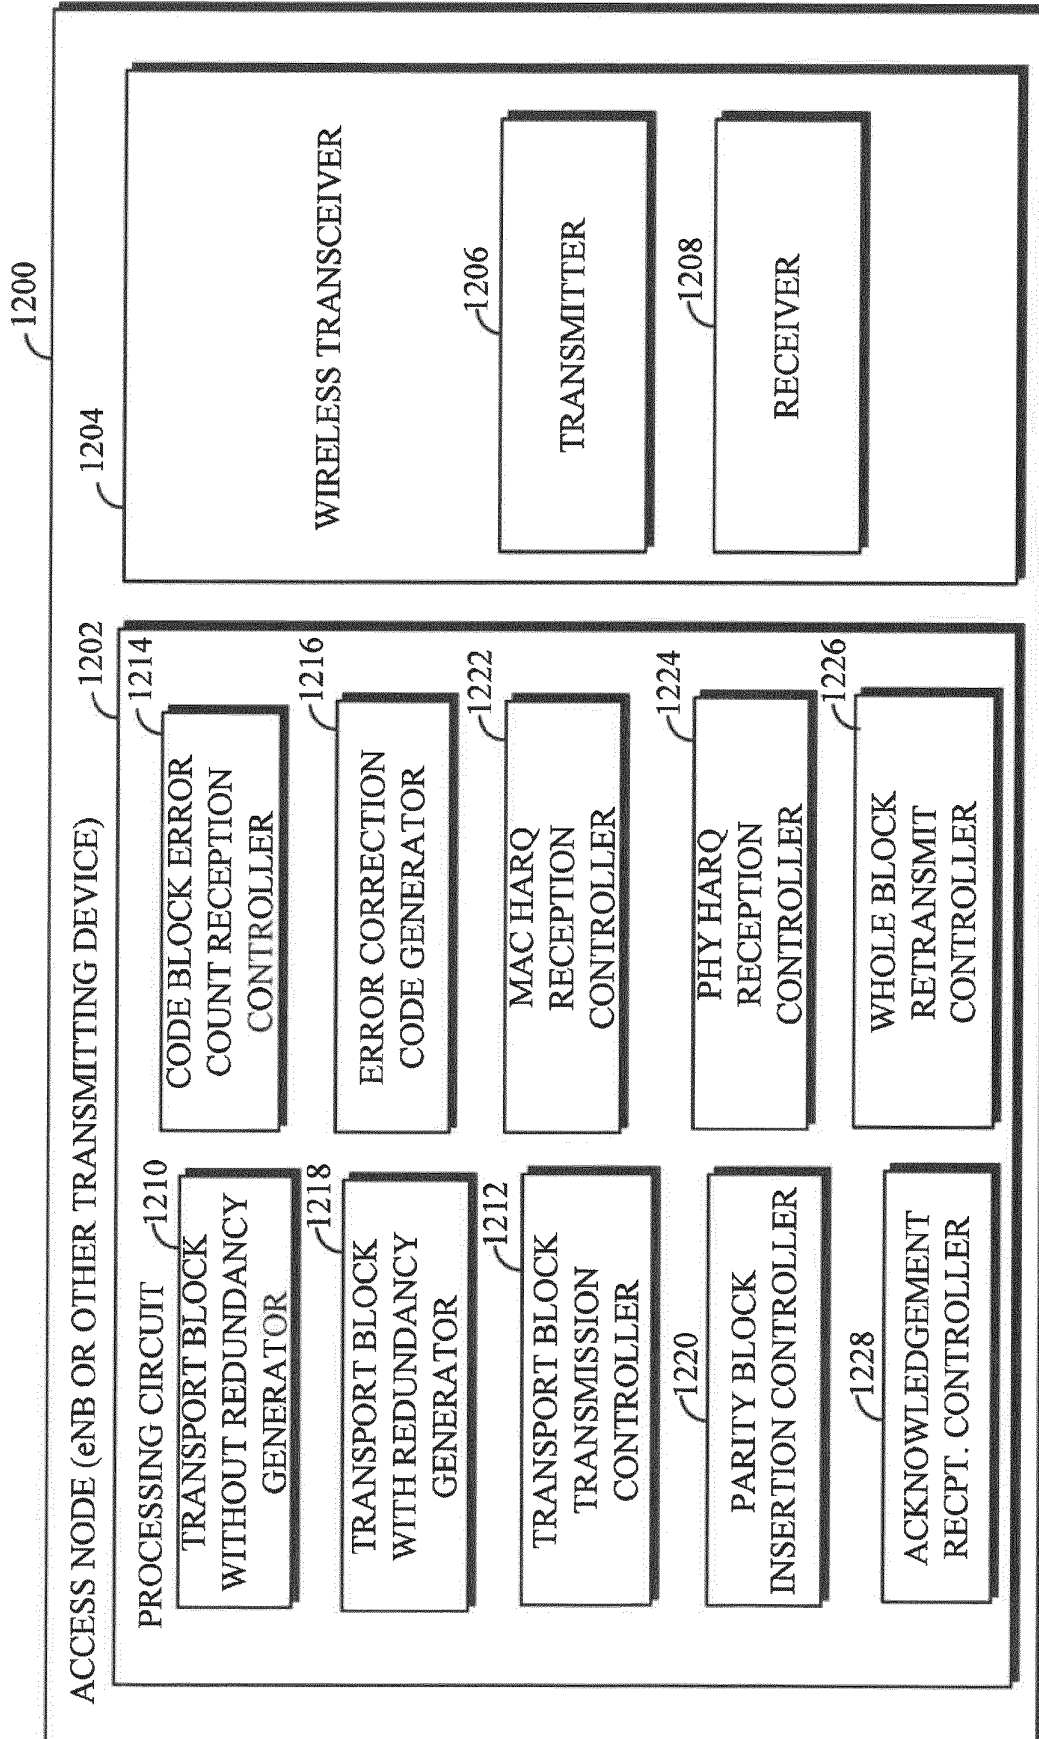 1200
ACCESS NODE (eNB OR OTHER TRANSMITTING DEVICE)
1202
PROCESSING CIRCUIT
1210
TRANSPORT BLOCK
WITHOUT REDUNDANCY
GENERATOR
1218
TRANSPORT BLOCK
WITH REDUNDANCY
GENERATOR
1212
TRANSPORT BLOCK
TRANSMISSION
CONTROLLER
1220
PARITY BLOCK
INSERTION CONTROLLER
1228
ACKNOWLEDGEMENT
RECPT. CONTROLLER
1214
CODE BLOCK ERROR
COUNT RECEPTION
CONTROLLER
1216
ERROR CORRECTION
CODE GENERATOR
1222
MAC HARQ
RECEPTION
CONTROLLER
1224
PHY HARQ
RECEPTION
CONTROLLER
1226
WHOLE BLOCK
RETRANSMIT
CONTROLLER
1204
WIRELESS TRANSCEIVER
1206
TRANSMITTER
1208
RECEIVER